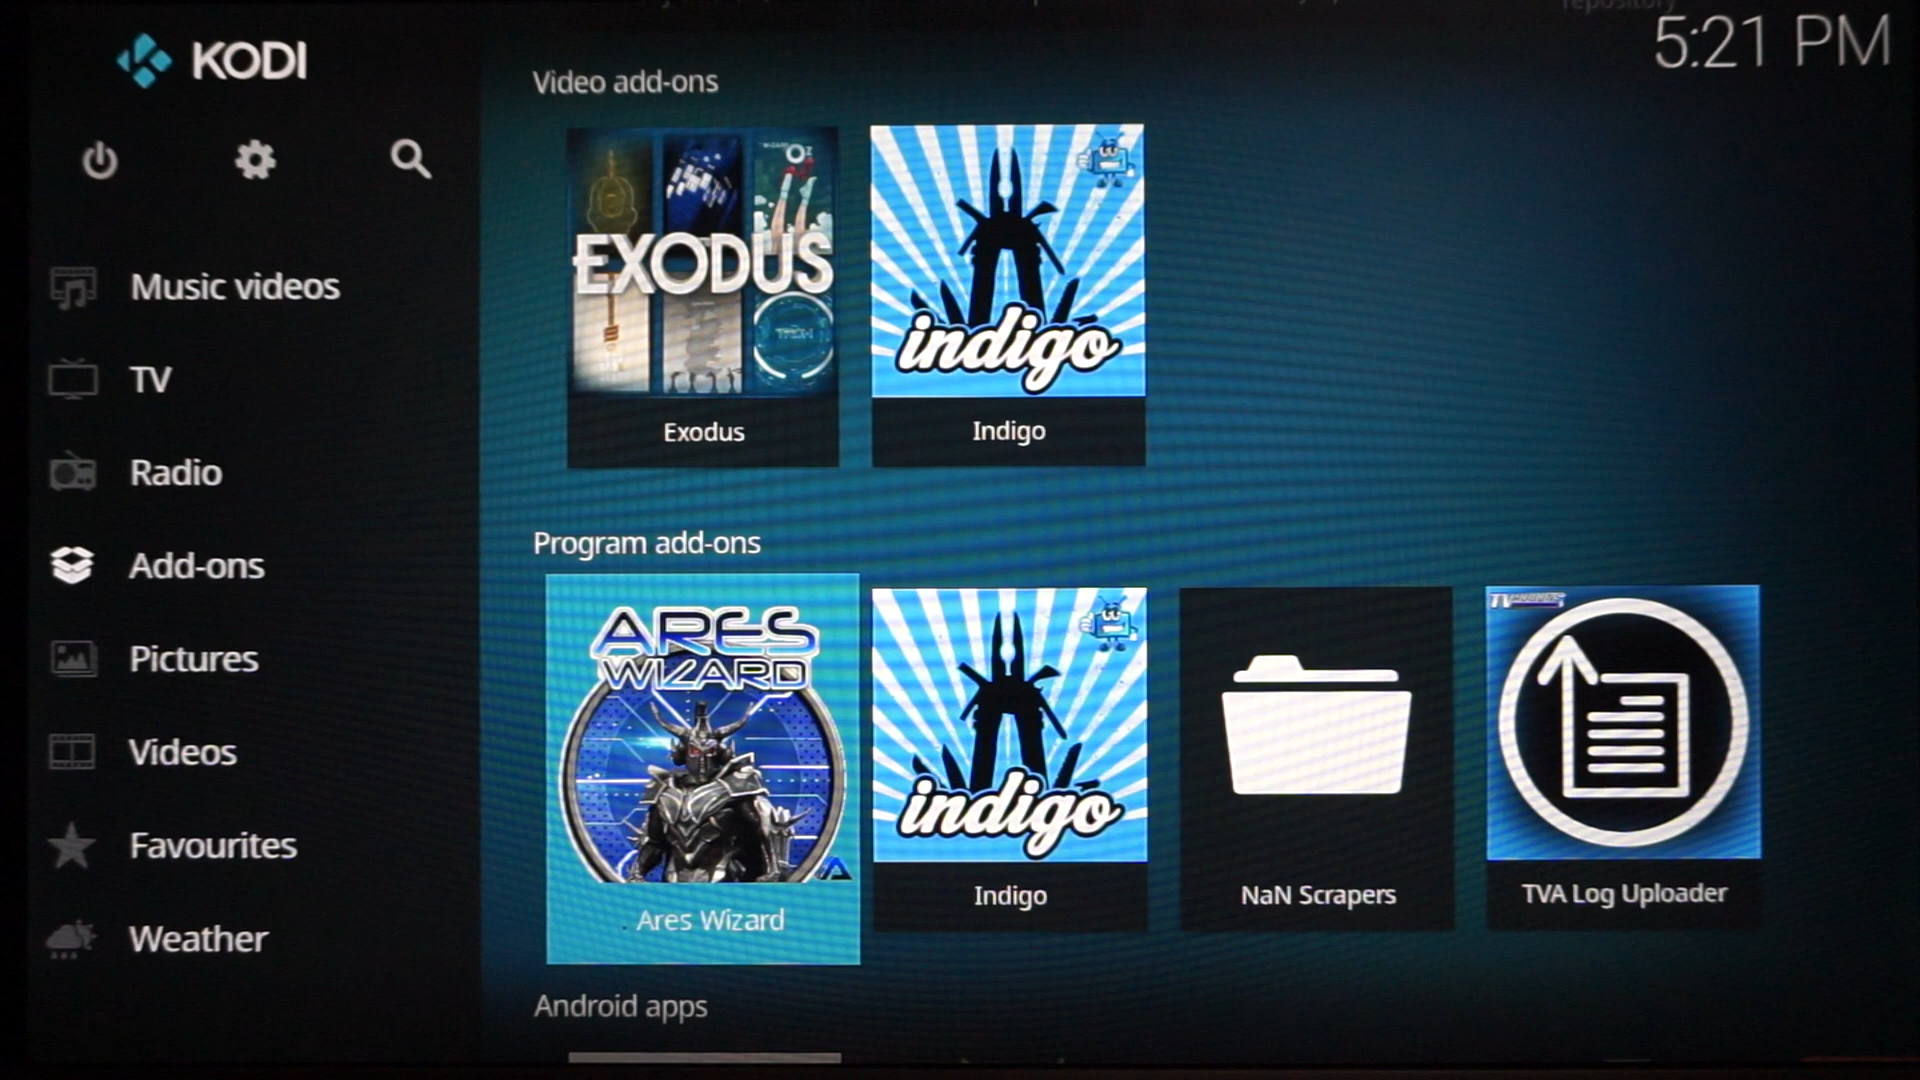 repository
KODI
5:21 PM
Music videos
TV
Radio
Add-ons
Pictures
Videos
Favourites
Weather
Video add-ons
EXODUS
Exodus
indigo
Indigo
Program add-ons
ARES
WIZARD
Ares Wizard
indigo
Indigo
NaN Scrapers
TVA Log Uploader
Android apps